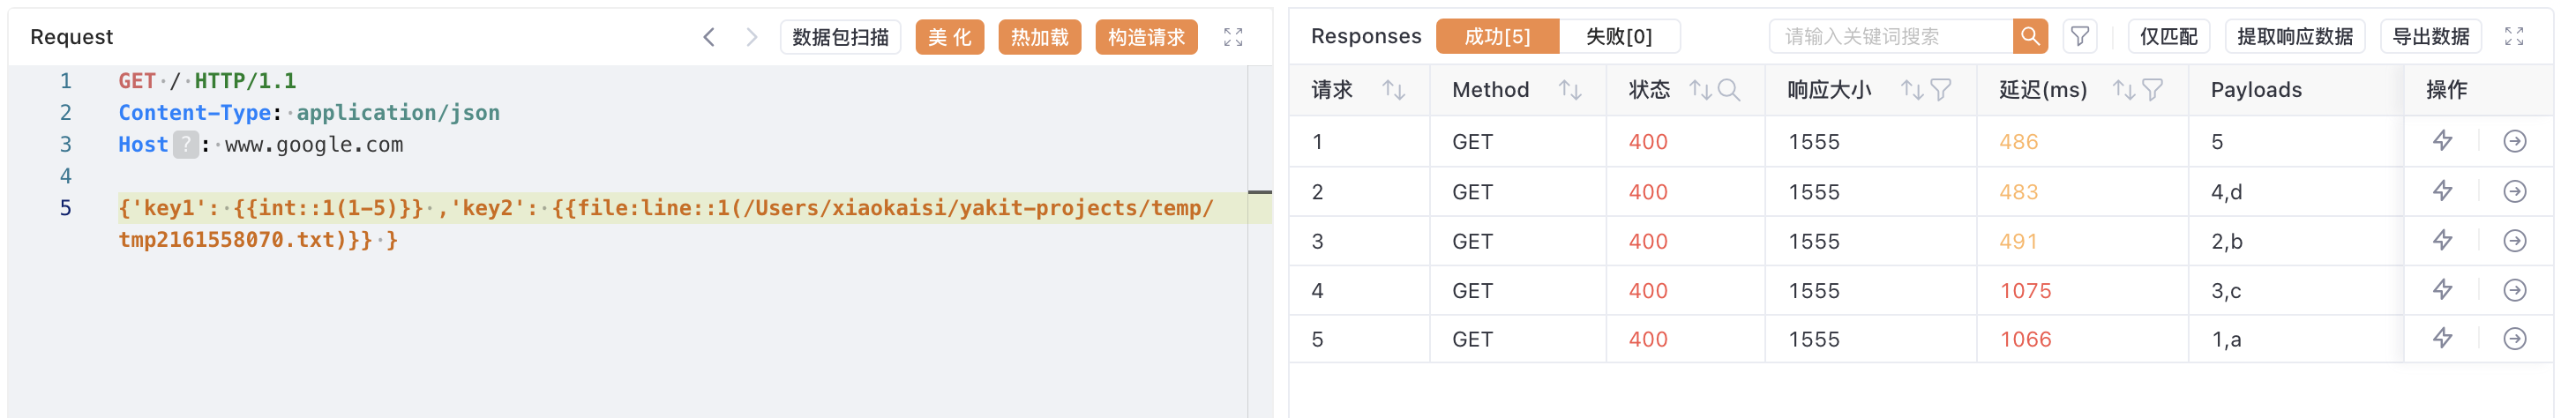 Request 数据包扫描 美 化 热加载 构造请求
1 GET / HTTP/1.1
2 Content-Type: application/json
3 Host ? : www.google.com
4
5 {'key1': {{int::1(1-5)}} ,'key2': {{file:line::1(/Users/xiaokaisi/yakit-projects/temp/
tmp2161558070.txt)}} }
Responses 成功[5] 失败[0] 请输入关键词搜索 仅匹配 提取响应数据 导出数据
请求 Method 状态 响应大小 延迟(ms) Payloads 操作
1 GET 400 1555 486 5
2 GET 400 1555 483 4,d
3 GET 400 1555 491 2,b
4 GET 400 1555 1075 3,c
5 GET 400 1555 1066 1,a